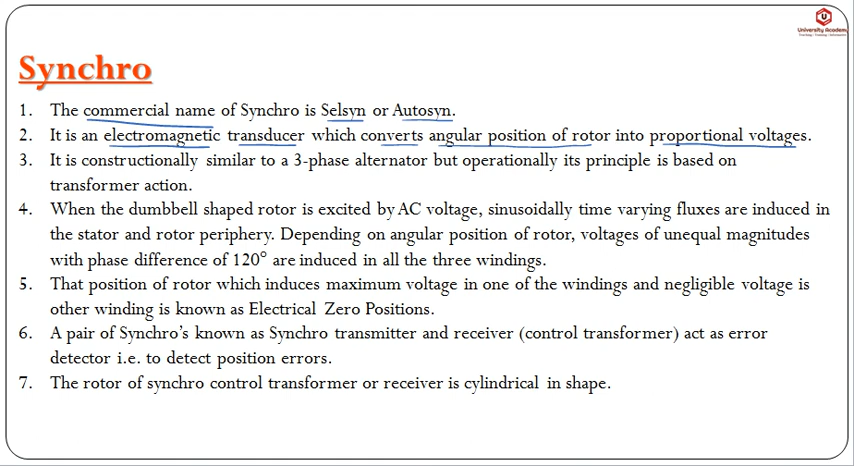 University Academy
Synchro
1. The commercial name of Synchro is Selsyn or Autosyn.
2. It is an electromagnetic transducer which converts angular position of rotor into proportional voltages.
3. It is constructionally similar to a 3-phase alternator but operationally its principle is based on
transformer action.
4. When the dumbbell shaped rotor is excited by AC voltage, sinusoidally time varying fluxes are induced in
the stator and rotor periphery. Depending on angular position of rotor, voltages of unequal magnitudes
with phase difference of 120° are induced in all the three windings.
5. That position of rotor which induces maximum voltage in one of the windings and negligible voltage is
other winding is known as Electrical Zero Positions.
6. A pair of Synchro's known as Synchro transmitter and receiver (control transformer) act as error
detector i.e. to detect position errors.
7. The rotor of synchro control transformer or receiver is cylindrical in shape.